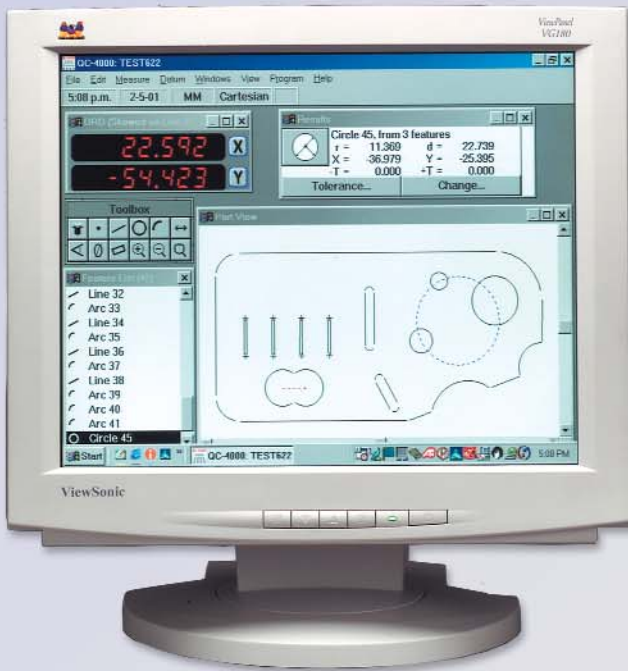 ViewPanel
VG180
QC-4000: TEST622
File Edit Measure Datum Windows View Program Help
5:08 p.m. 2-5-01 MM Cartesian
DRO
22.592 X
-54.423 Y
Results
Circle 45, from 3 features
r = 11.369 d = 22.739
X = -36.979 Y = -25.395
-T = 0.000 +T = 0.000
Tolerance... Change...
Toolbox
Part View
Feature List
Line 32
Arc 33
Line 34
Arc 35
Line 36
Arc 37
Line 38
Arc 39
Arc 40
Arc 41
Circle 45
Start QC-4000: TEST622 5:08 PM
ViewSonic